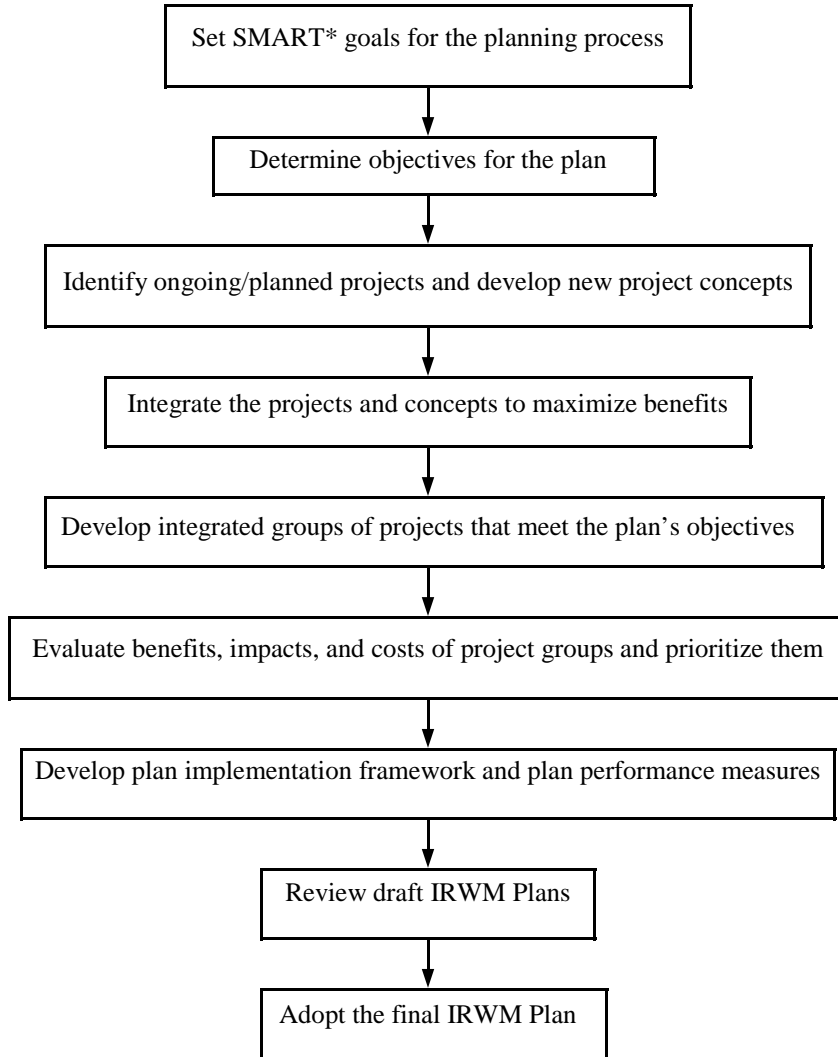 Set SMART* goals for the planning process
Determine objectives for the plan
Identify ongoing/planned projects and develop new project concepts
Integrate the projects and concepts to maximize benefits
Develop integrated groups of projects that meet the plan’s objectives
Evaluate benefits, impacts, and costs of project groups and prioritize them
Develop plan implementation framework and plan performance measures
Review draft IRWM Plans
Adopt the final IRWM Plan